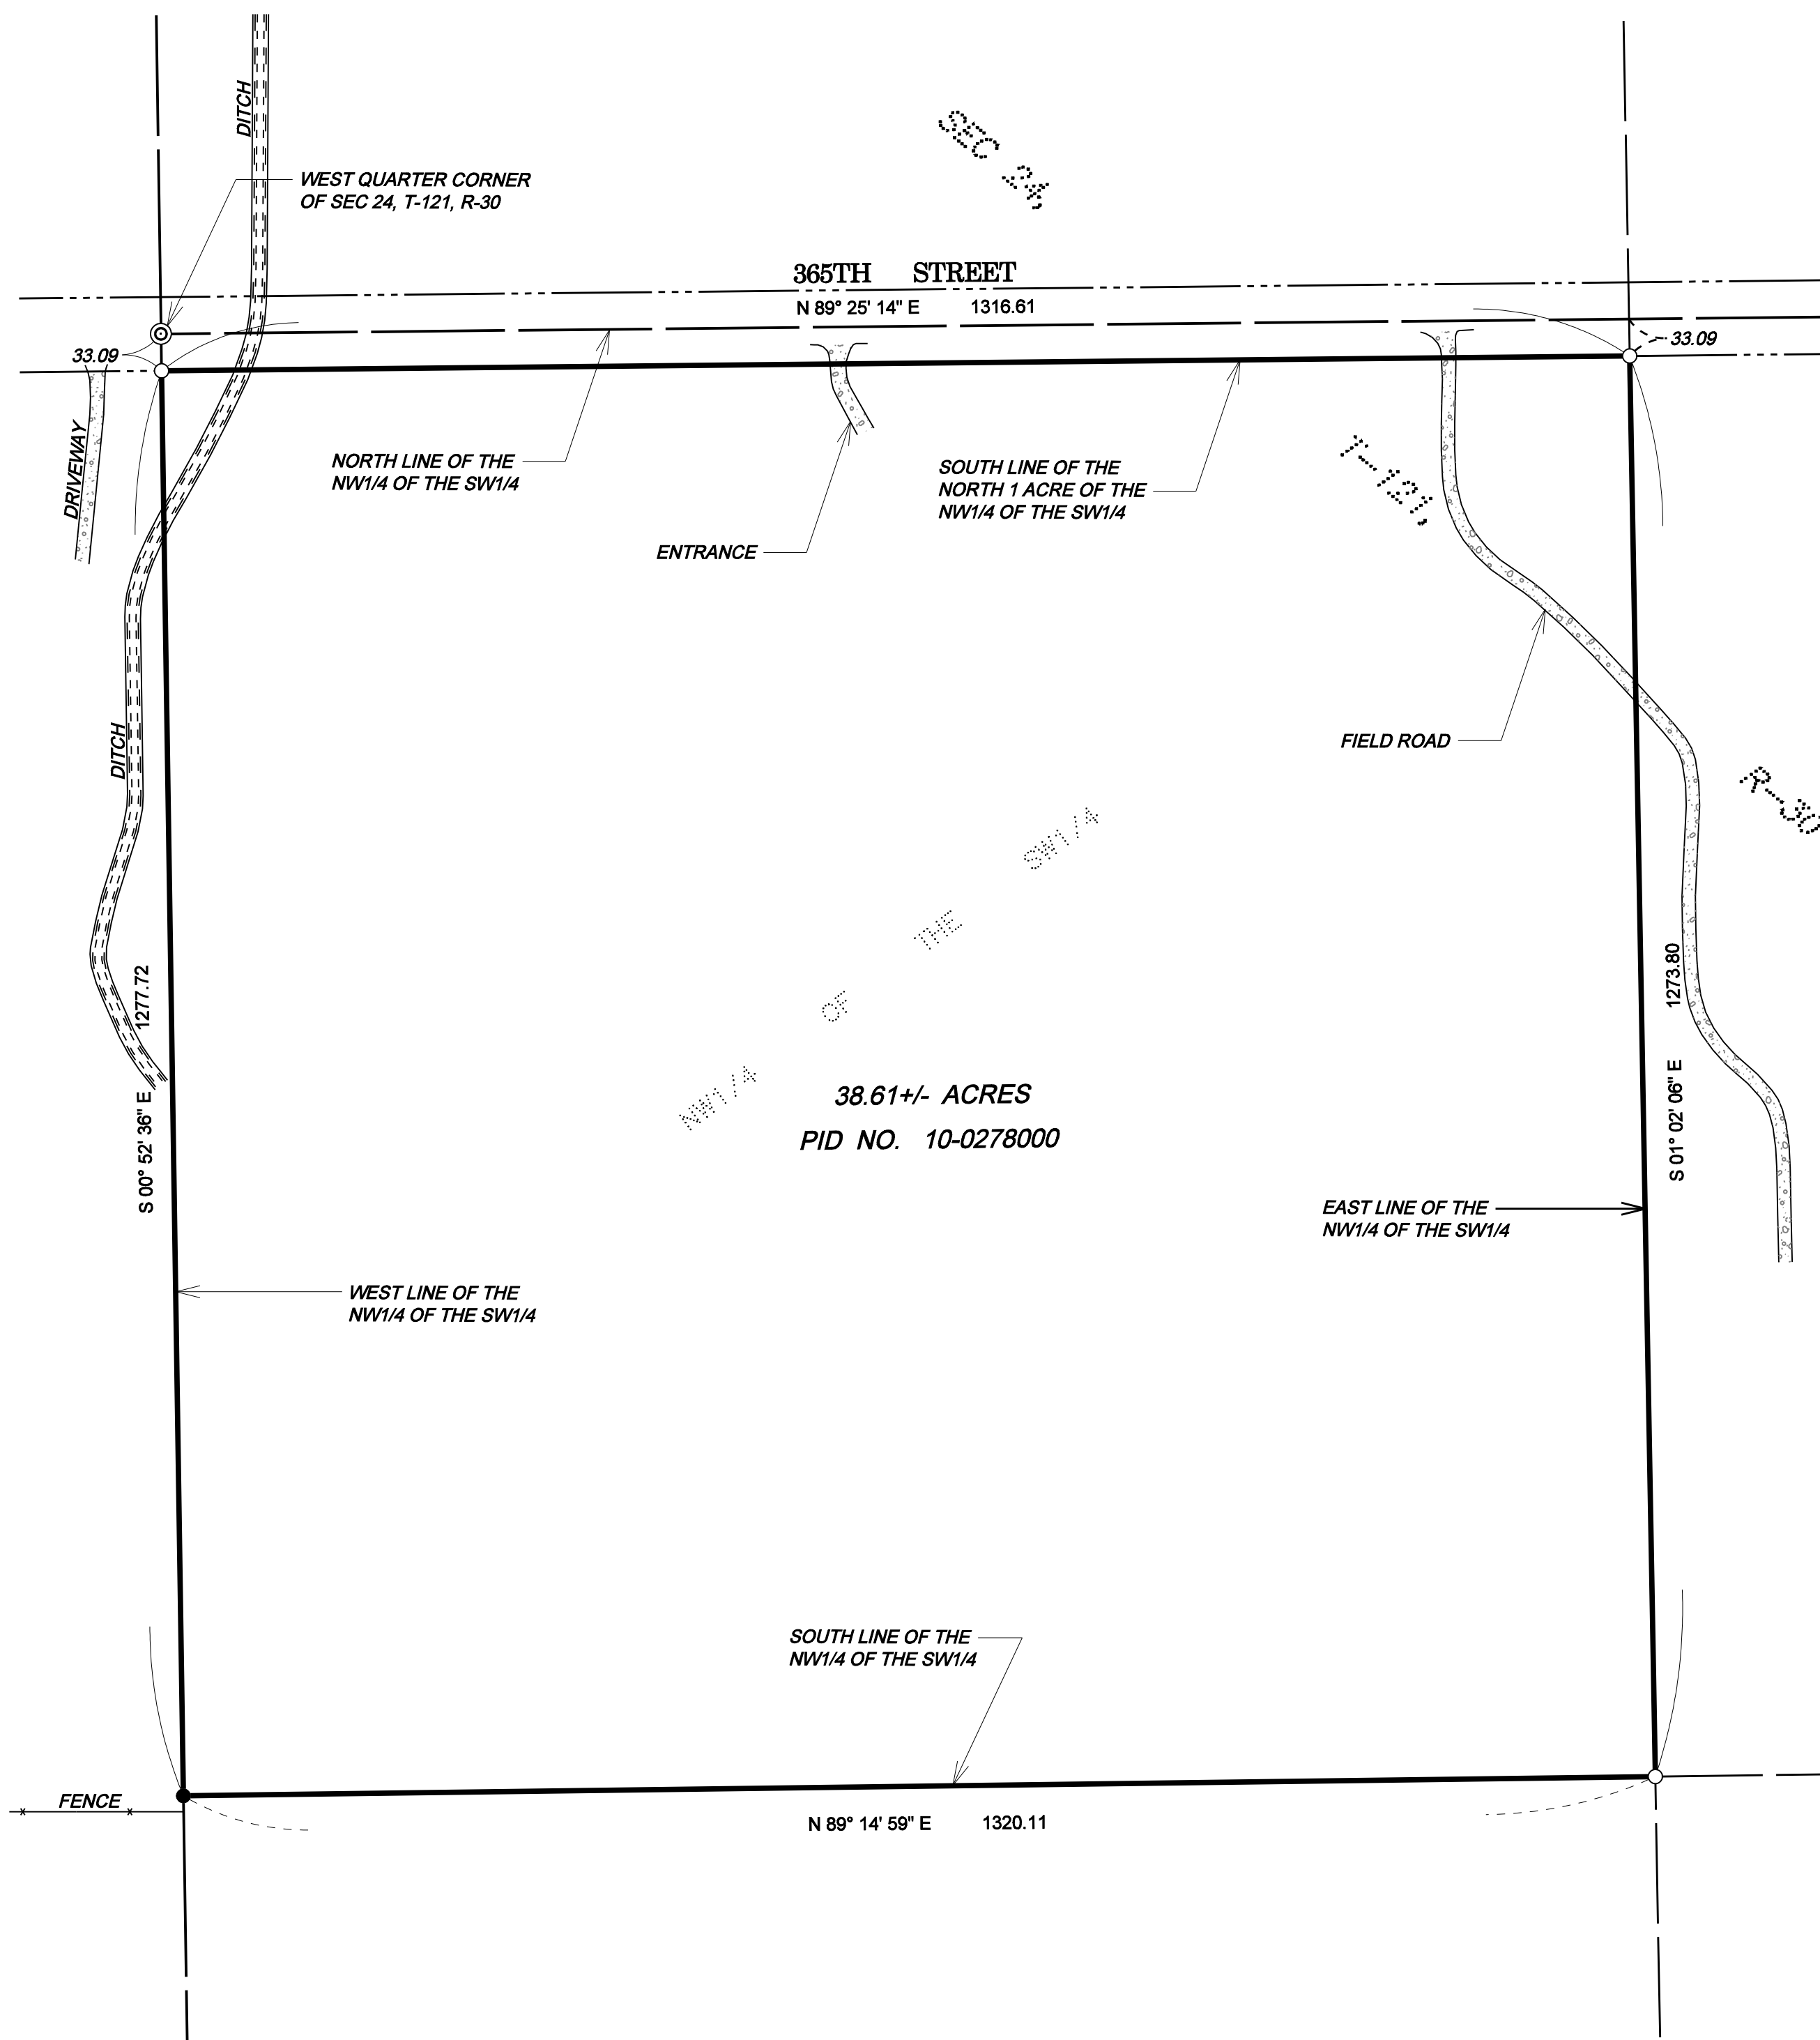 DITCH
SEC 24,
WEST QUARTER CORNER
OF SEC 24, T-121, R-30
365TH STREET
N 89° 25' 14" E 1316.61
33.09
33.09
DRIVEWAY
NORTH LINE OF THE
NW1/4 OF THE SW1/4
SOUTH LINE OF THE
NORTH 1 ACRE OF THE
NW1/4 OF THE SW1/4
T-121,
ENTRANCE
DITCH
FIELD ROAD
R-30
NW1/4 OF THE SW1/4
1277.72
S 00° 52' 36" E
1273.80
S 01° 02' 06" E
38.61+/- ACRES
PID NO. 10-0278000
EAST LINE OF THE
NW1/4 OF THE SW1/4
WEST LINE OF THE
NW1/4 OF THE SW1/4
SOUTH LINE OF THE
NW1/4 OF THE SW1/4
FENCE
N 89° 14' 59" E 1320.11